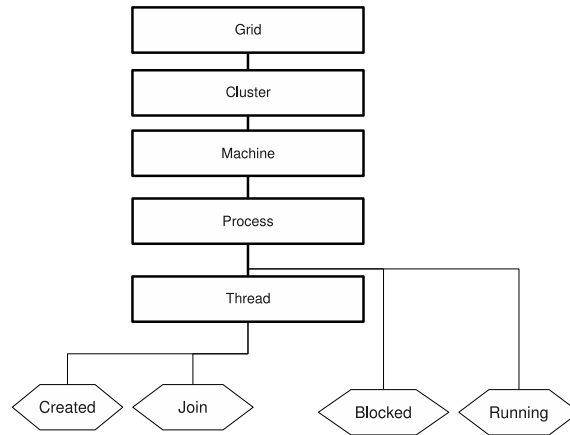 Grid
Cluster
Machine
Process
Thread
Created
Join
Blocked
Running